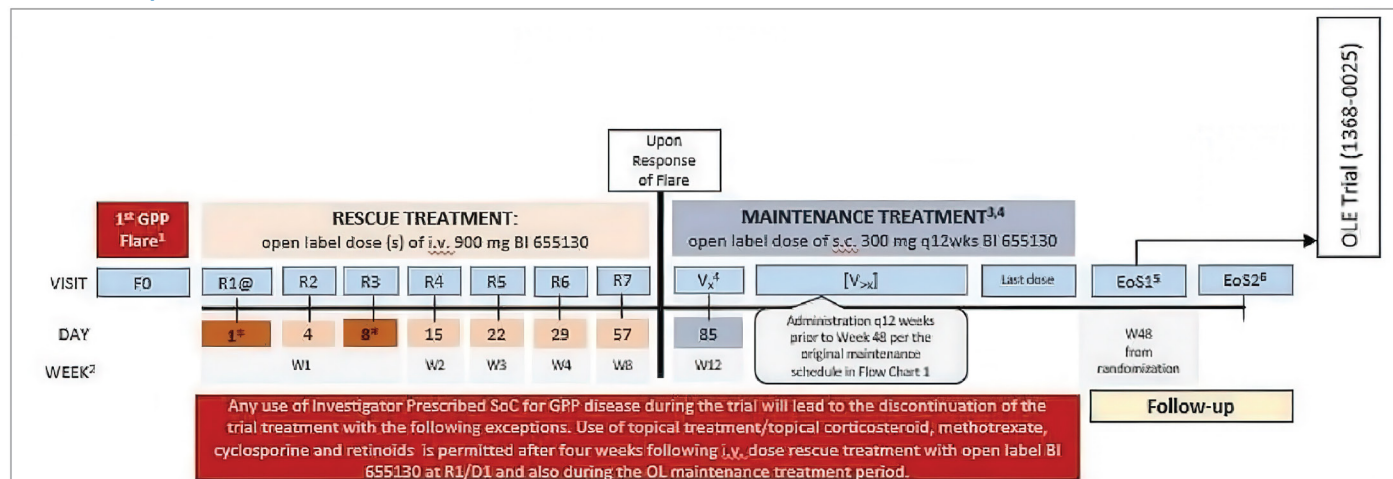 OLE Trial (1368-0025)
Upon
Response
of Flare
1st GPP
Flare1
RESCUE TREATMENT:
open label dose (s) of i.v. 900 mg BI 655130
MAINTENANCE TREATMENT3,4
open label dose of s.c. 300 mg q12wks BI 655130
VISIT F0 R1@ R2 R3 R4 R5 R6 R7 Vx4 [V>x] Last dose EoS15 EoS26
DAY 1* 4 8* 15 22 29 57 85
WEEK2 W1 W2 W3 W4 W8 W12
Administration q12 weeks
prior to Week 48 per the
original maintenance
schedule in Flow Chart 1
W48
from
randomization
Any use of Investigator Prescribed SoC for GPP disease during the trial will lead to the discontinuation of the
trial treatment with the following exceptions. Use of topical treatment/topical corticosteroid, methotrexate,
cyclosporine and retinoids is permitted after four weeks following i.v. dose rescue treatment with open label BI
655130 at R1/D1 and also during the OL maintenance treatment period.
Follow-up